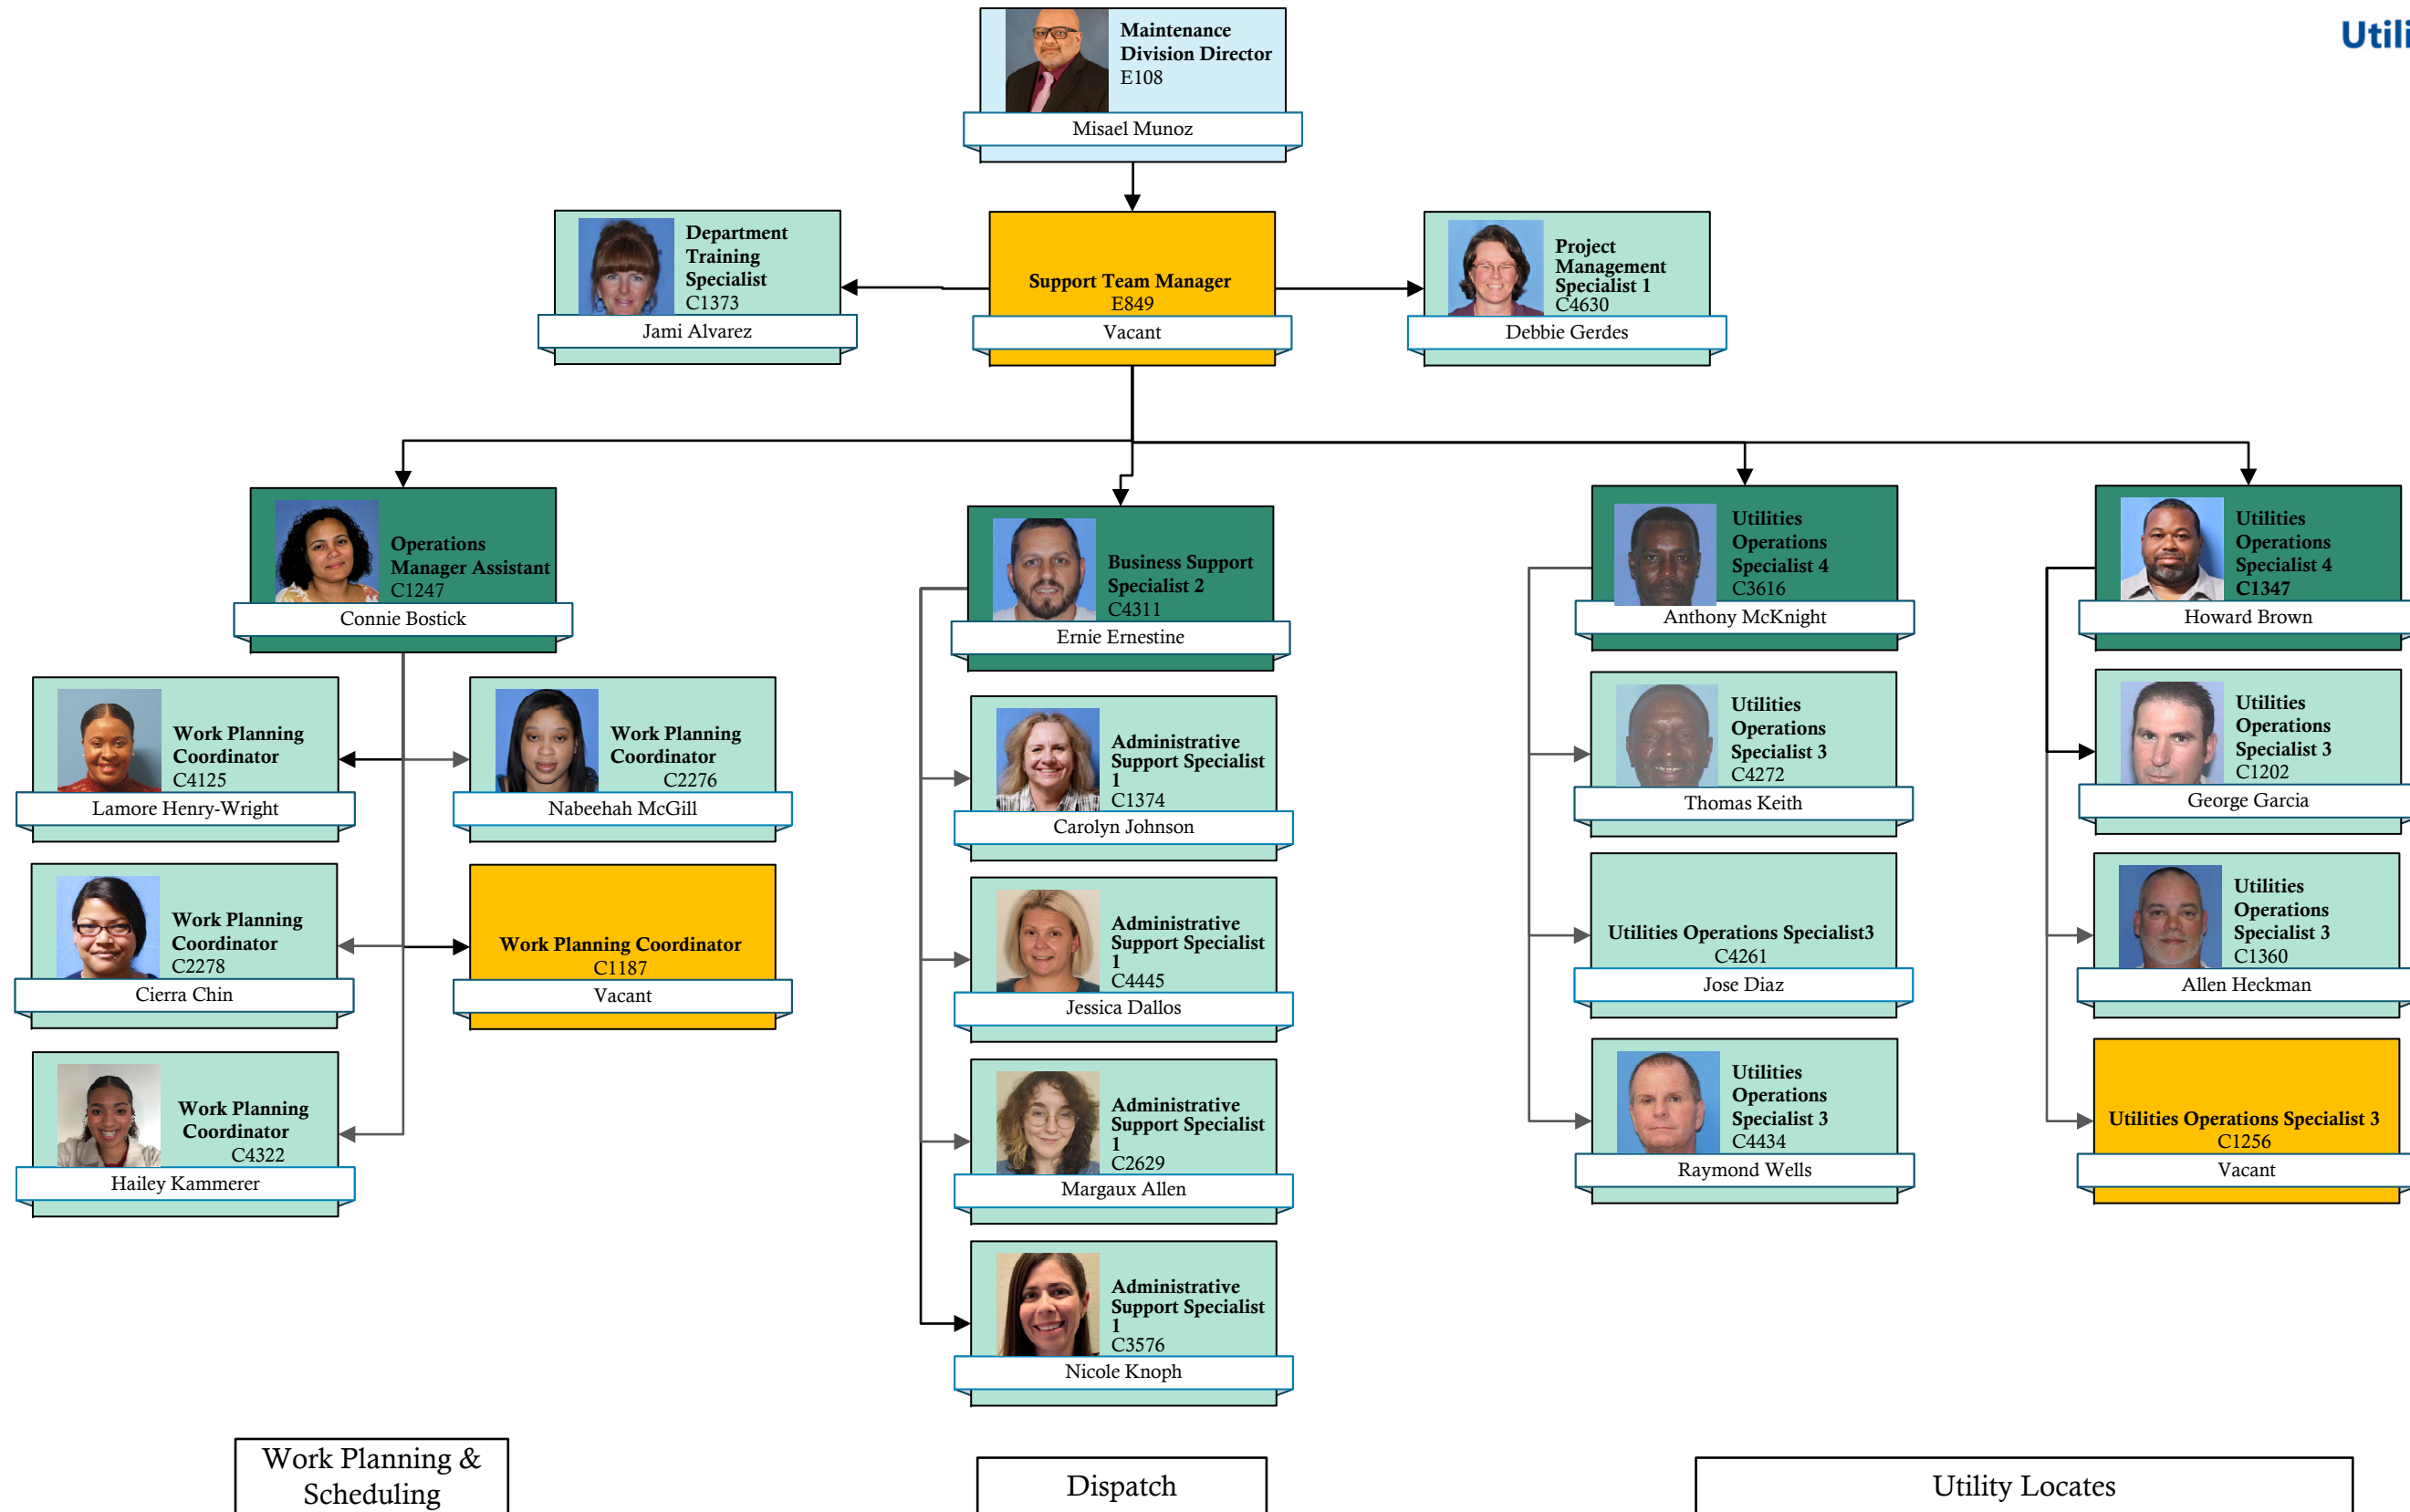 Utili
Maintenance
Division Director
E108
Misael Munoz
Department
Training
Specialist
C1373
Jami Alvarez
Support Team Manager
E849
Vacant
Project
Management
Specialist 1
C4630
Debbie Gerdes
Operations
Manager Assistant
C1247
Connie Bostick
Work Planning
Coordinator
C4125
Lamore Henry-Wright
Work Planning
Coordinator
C2276
Nabeehah McGill
Work Planning
Coordinator
C2278
Cierra Chin
Work Planning Coordinator
C1187
Vacant
Work Planning
Coordinator
C4322
Hailey Kammerer
Business Support
Specialist 2
C4311
Ernie Ernestine
Administrative
Support Specialist
1
C1374
Carolyn Johnson
Administrative
Support Specialist
1
C4445
Jessica Dallos
Administrative
Support Specialist
1
C2629
Margaux Allen
Administrative
Support Specialist
1
C3576
Nicole Knoph
Utilities
Operations
Specialist 4
C3616
Anthony McKnight
Utilities
Operations
Specialist 3
C4272
Thomas Keith
Utilities Operations Specialist3
C4261
Jose Diaz
Utilities
Operations
Specialist 3
C4434
Raymond Wells
Utilities
Operations
Specialist 4
C1347
Howard Brown
Utilities
Operations
Specialist 3
C1202
George Garcia
Utilities
Operations
Specialist 3
C1360
Allen Heckman
Utilities Operations Specialist 3
C1256
Vacant
Work Planning &
Scheduling
Dispatch
Utility Locates